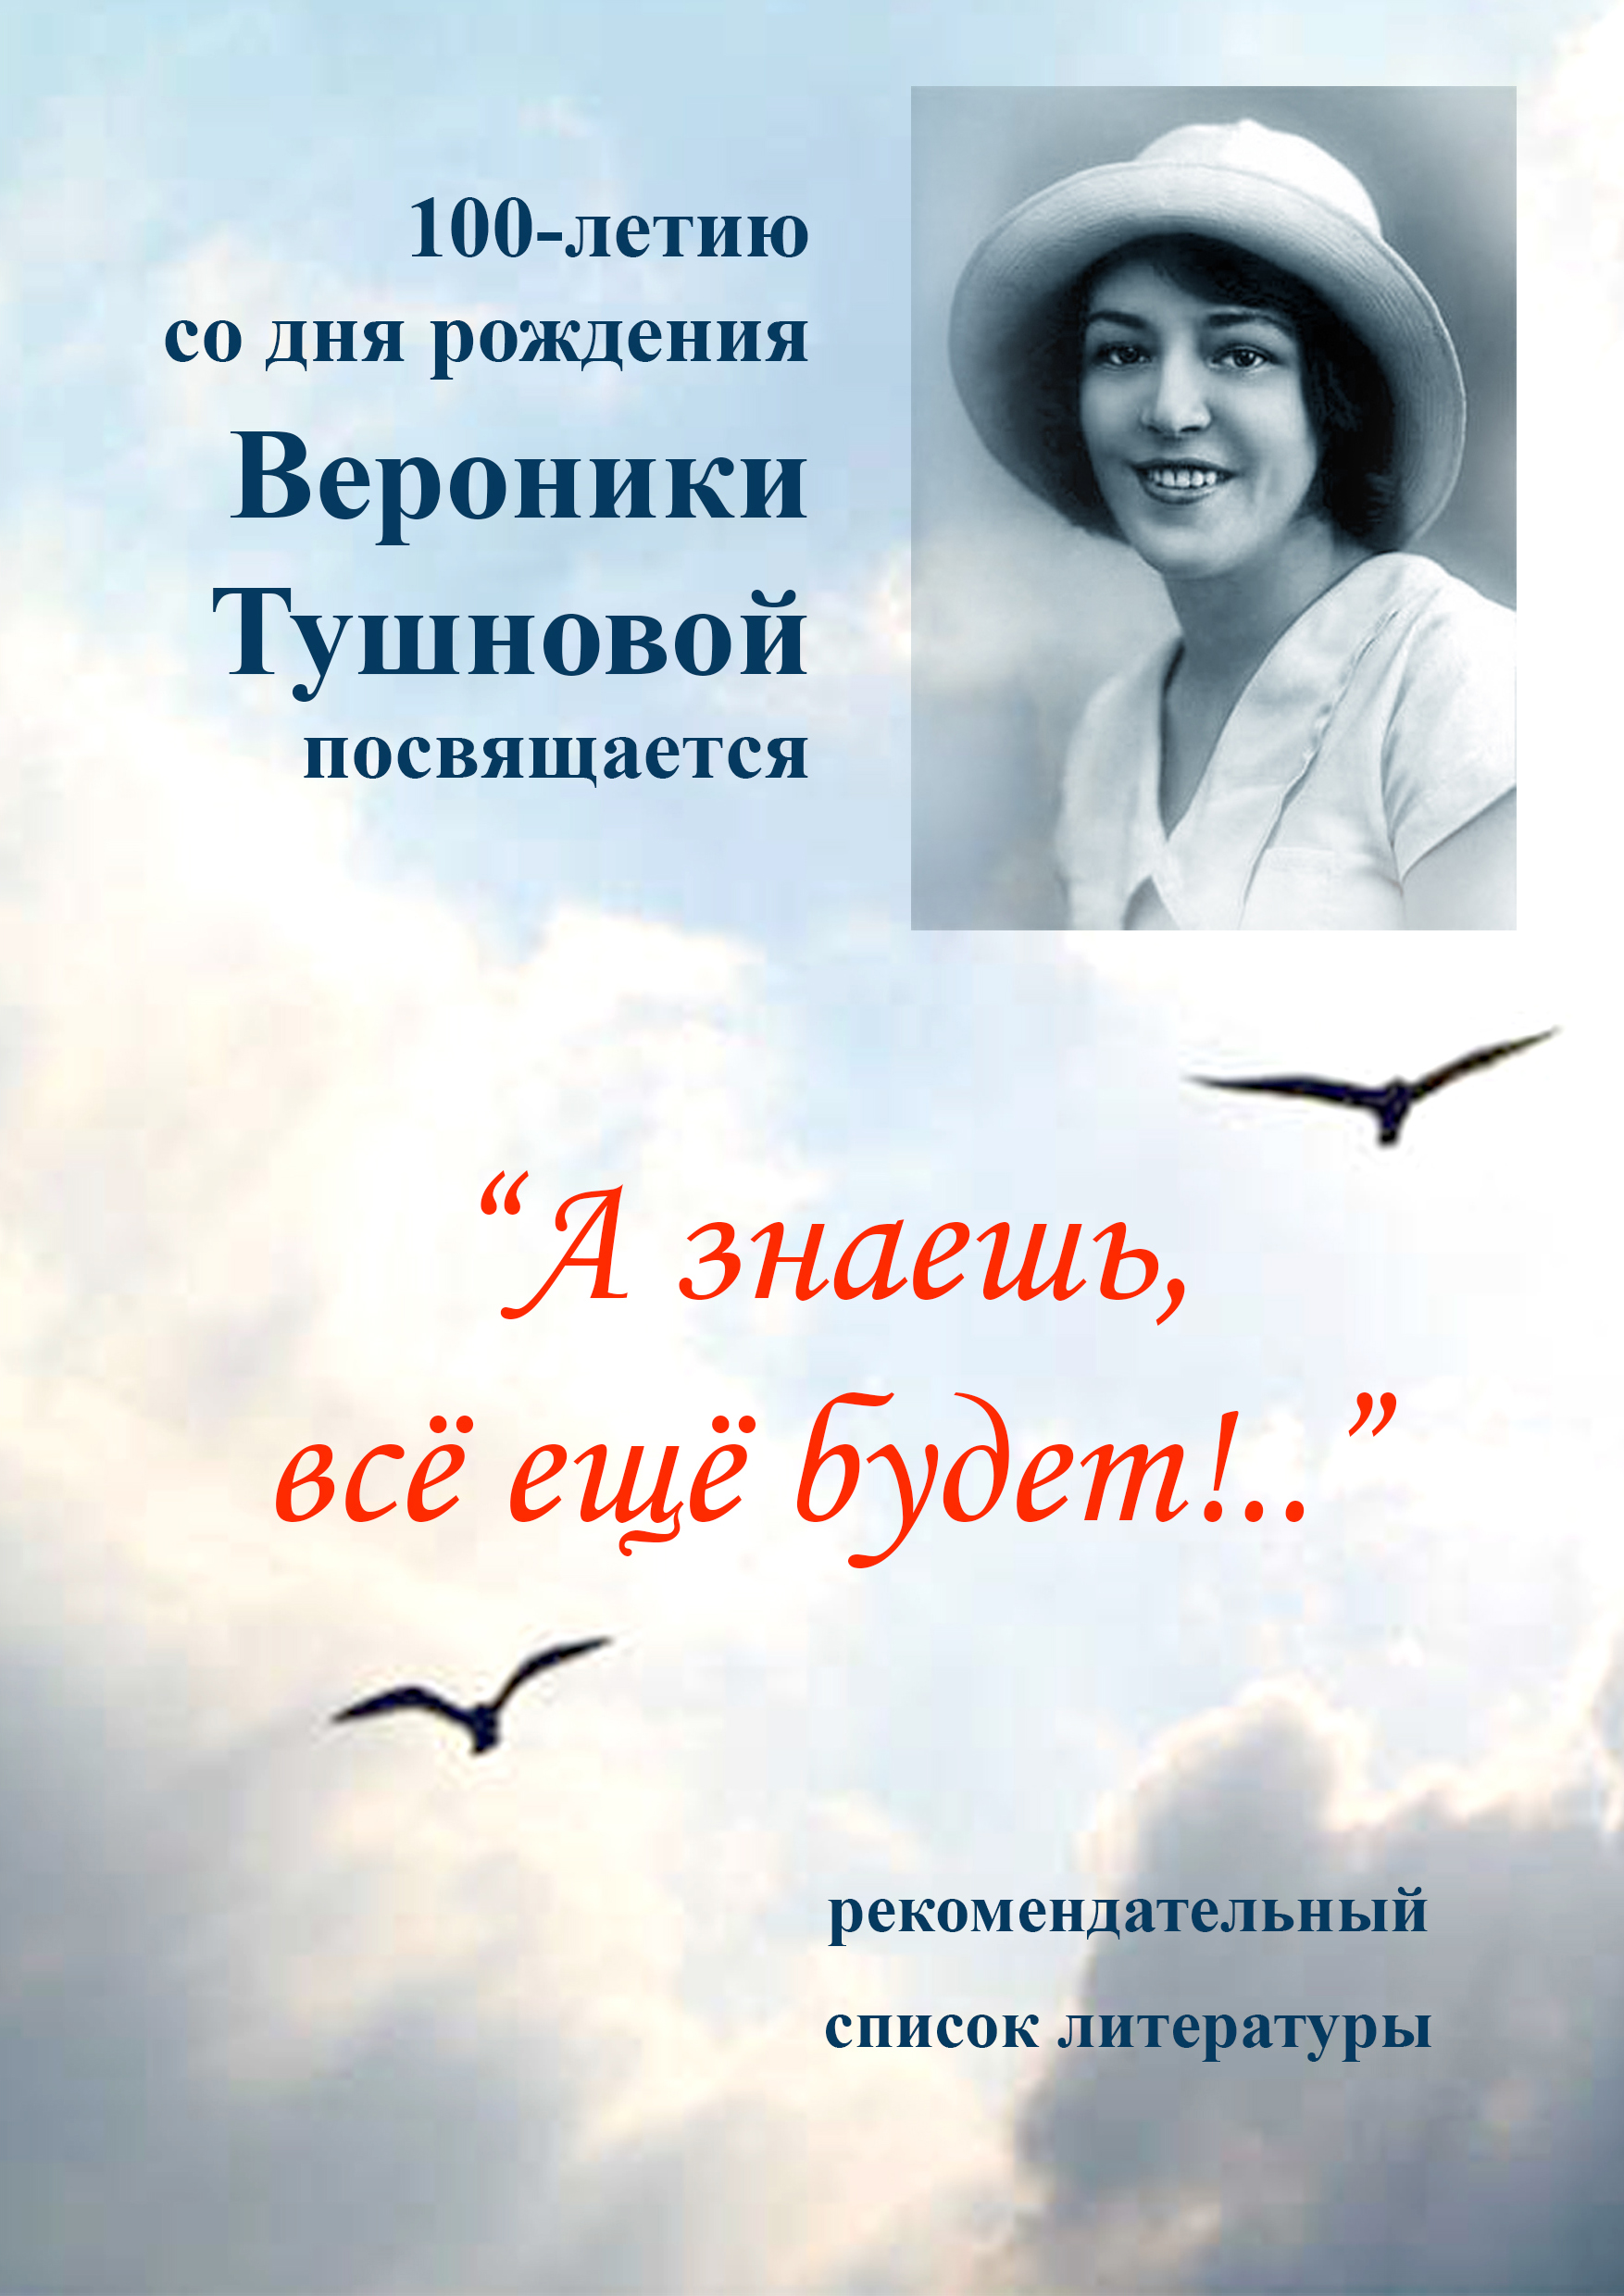 100-летию
со дня рождения
Вероники
Тушновой
посвящается
“А знаешь,
всё ещё будет!..”
рекомендательный
список литературы